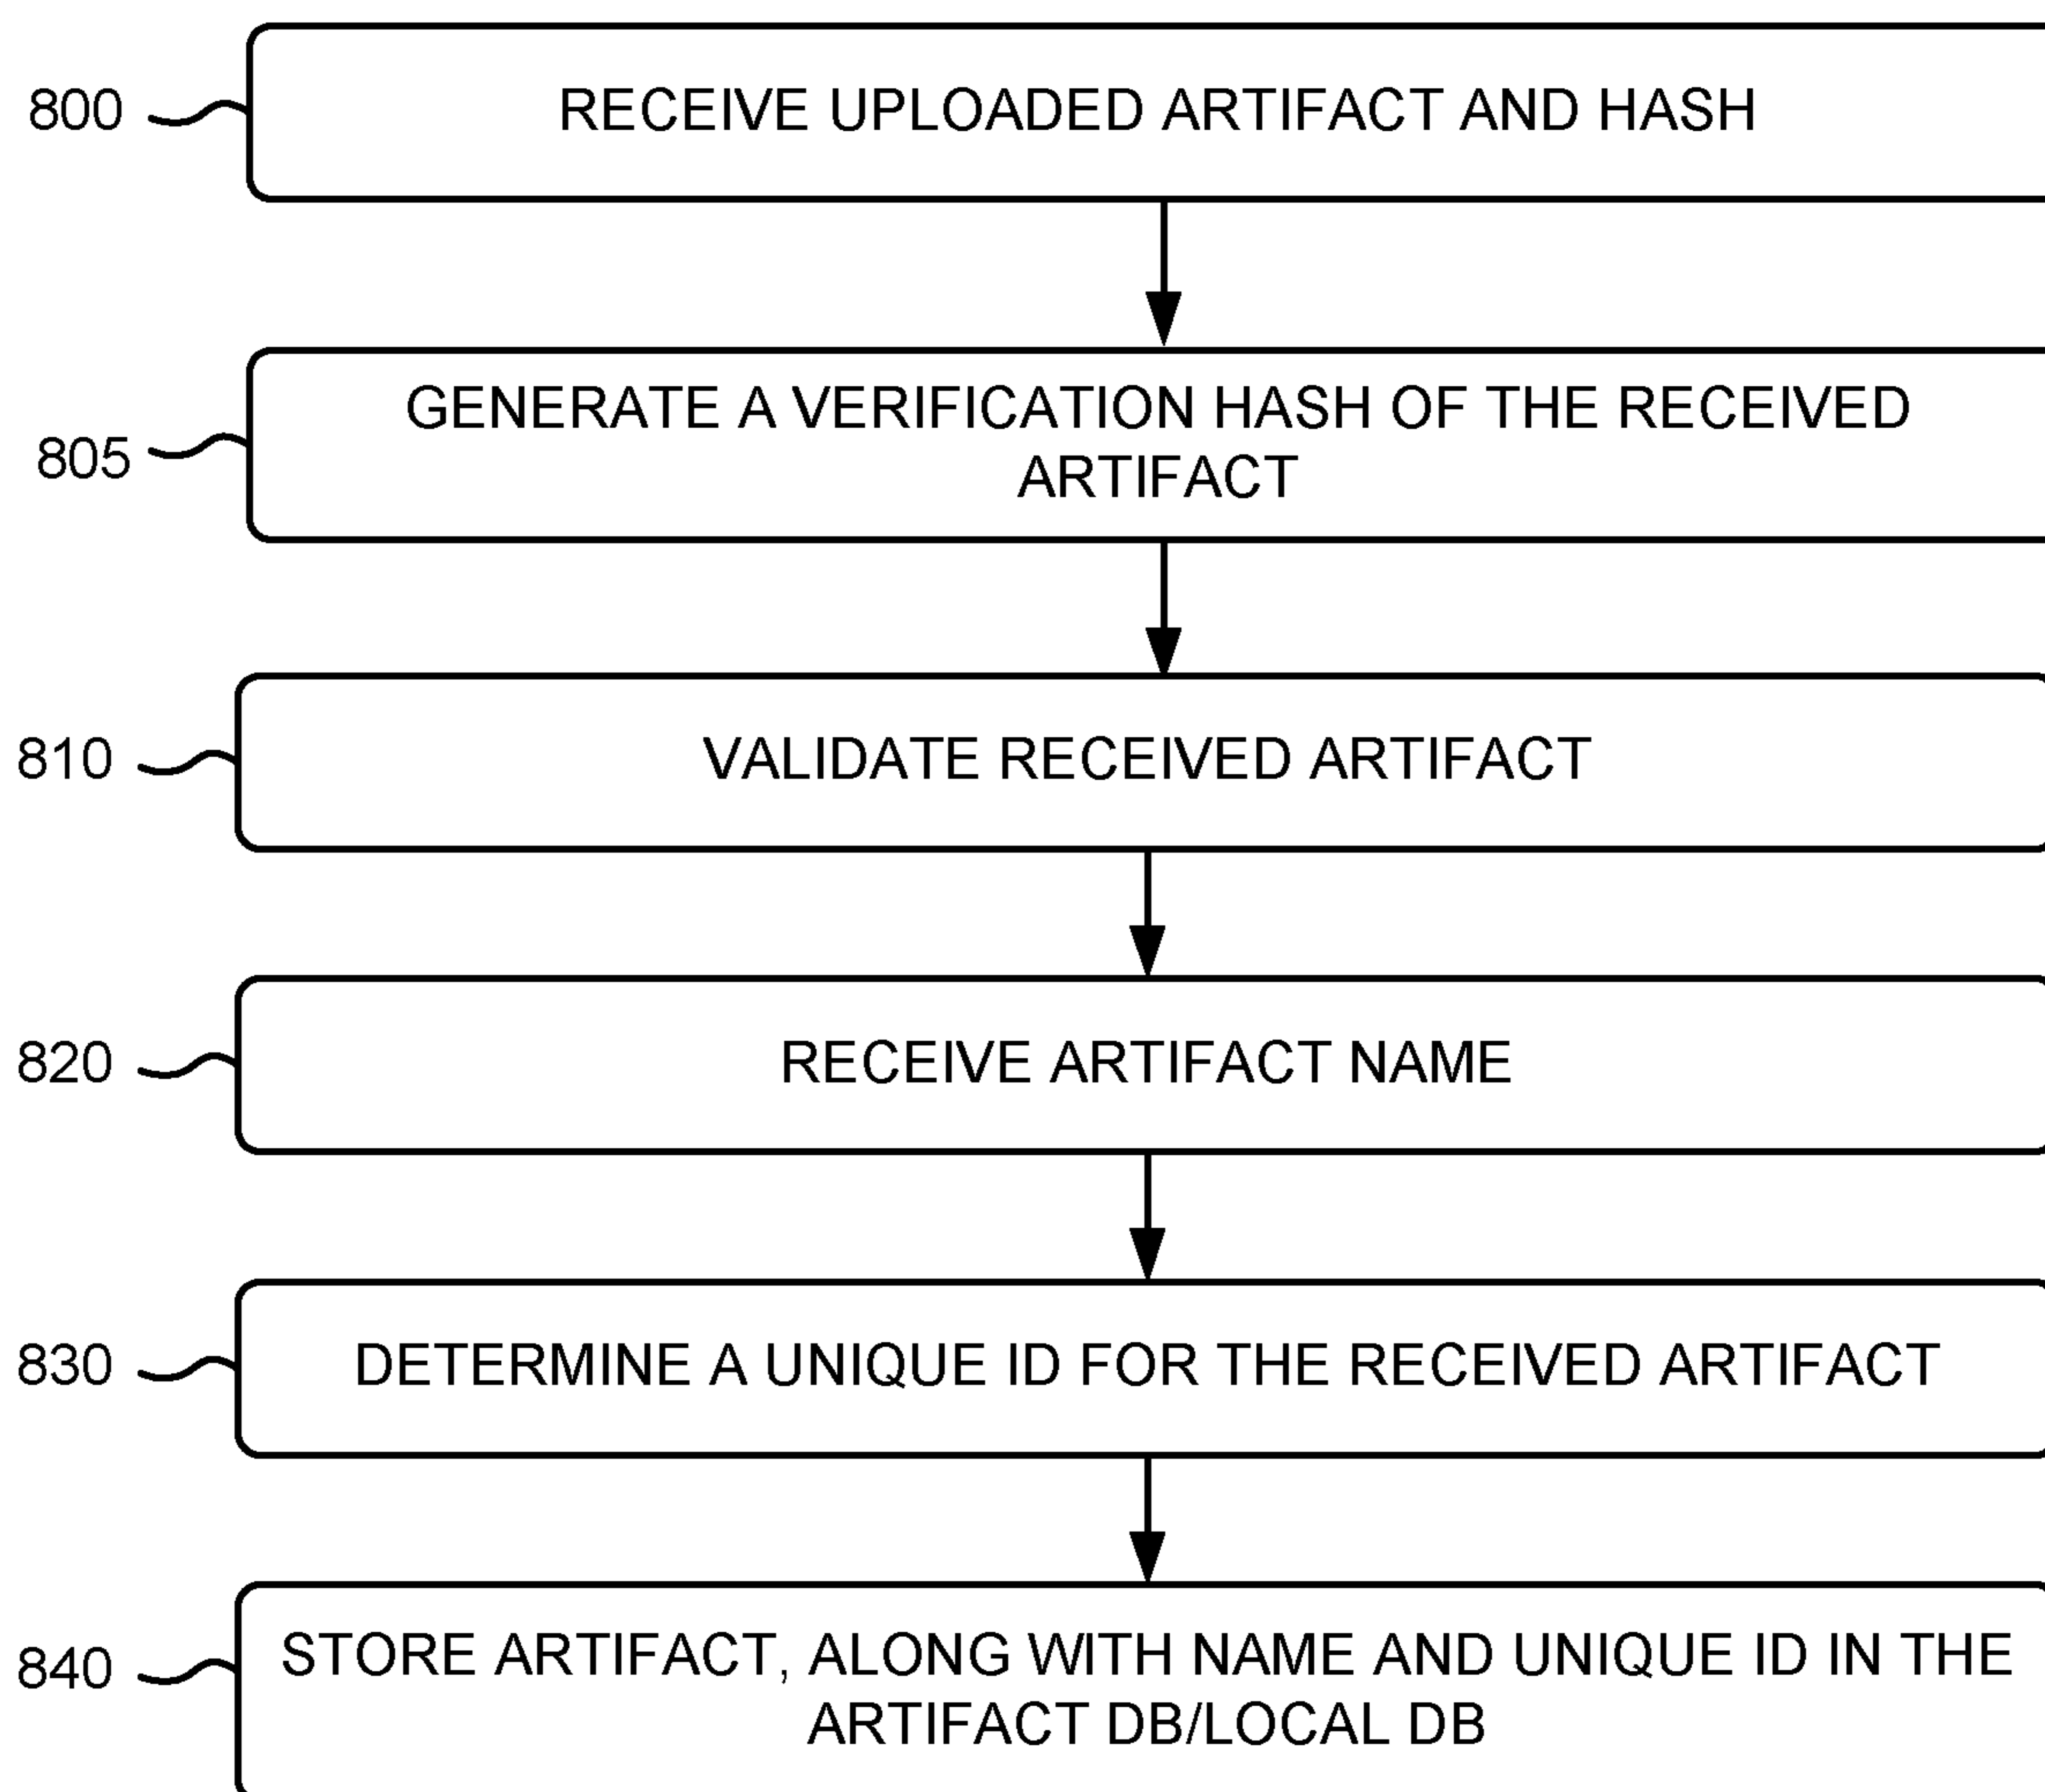 800
RECEIVE UPLOADED ARTIFACT AND HASH
GENERATE A VERIFICATION HASH OF THE RECEIVED
805
ARTIFACT
810
VALIDATE RECEIVED ARTIFACT
820
RECEIVE ARTIFACT NAME
830
DETERMINE A UNIQUE ID FOR THE RECEIVED ARTIFACT
840
STORE ARTIFACT, ALONG WITH NAME AND UNIQUE ID IN THE
ARTIFACT DB/LOCAL DB